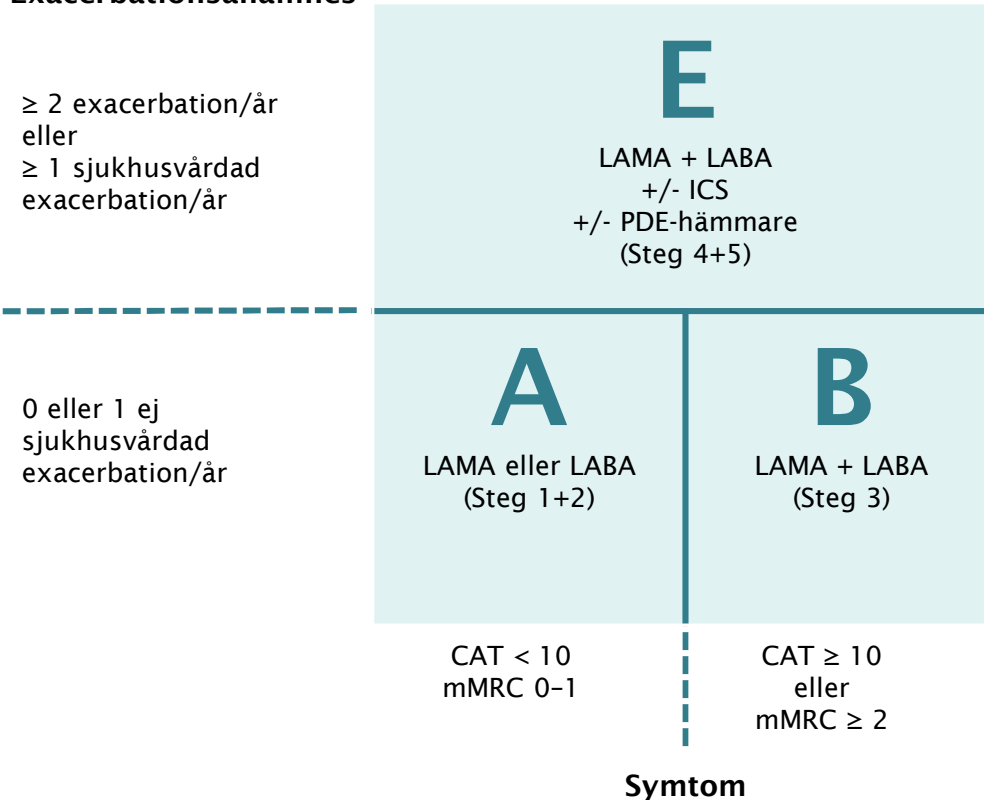 Exacerbationsanamnes
≥ 2 exacerbation/år
eller
≥ 1 sjukhusvårdad
exacerbation/år
E
LAMA + LABA
+/- ICS
+/- PDE-hämmare
(Steg 4+5)
0 eller 1 ej
sjukhusvårdad
exacerbation/år
A
LAMA eller LABA
(Steg 1+2)
B
LAMA + LABA
(Steg 3)
CAT < 10
mMRC 0–1
CAT ≥ 10
eller
mMRC ≥ 2
Symtom